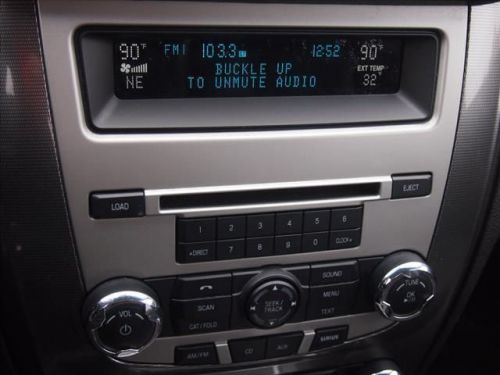 90°F FM1 103.3 12:52 90°F
BUCKLE UP EXT TEMP
NE TO UNMUTE AUDIO 32°
LOAD EJECT
1 2 3 4 5 6
DIRECT 7 8 9 0 CLOCK
SCAN SEEK/TRACK SOUND
MENU
VOL TUNE
CAT/FOLD TEXT OK
AM/FM CD AUX